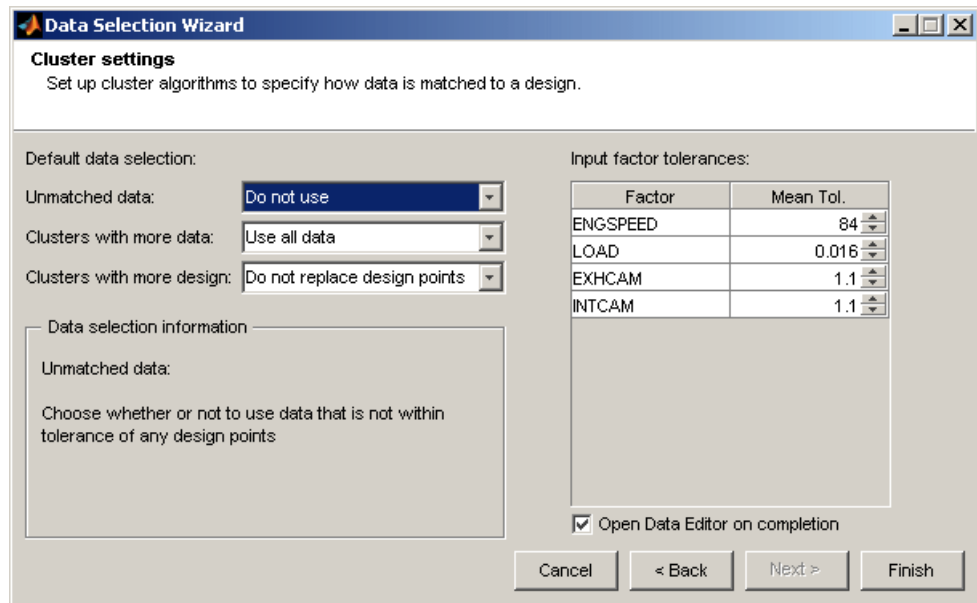 Data Selection Wizard
Cluster settings
Set up cluster algorithms to specify how data is matched to a design.
Default data selection:
Unmatched data: Do not use
Clusters with more data: Use all data
Clusters with more design: Do not replace design points
Data selection information
Unmatched data:
Choose whether or not to use data that is not within
tolerance of any design points
Input factor tolerances:
Factor Mean Tol.
ENGSPEED 84
LOAD 0.016
EXHCAM 1.1
INTCAM 1.1
Open Data Editor on completion
Cancel < Back Next > Finish